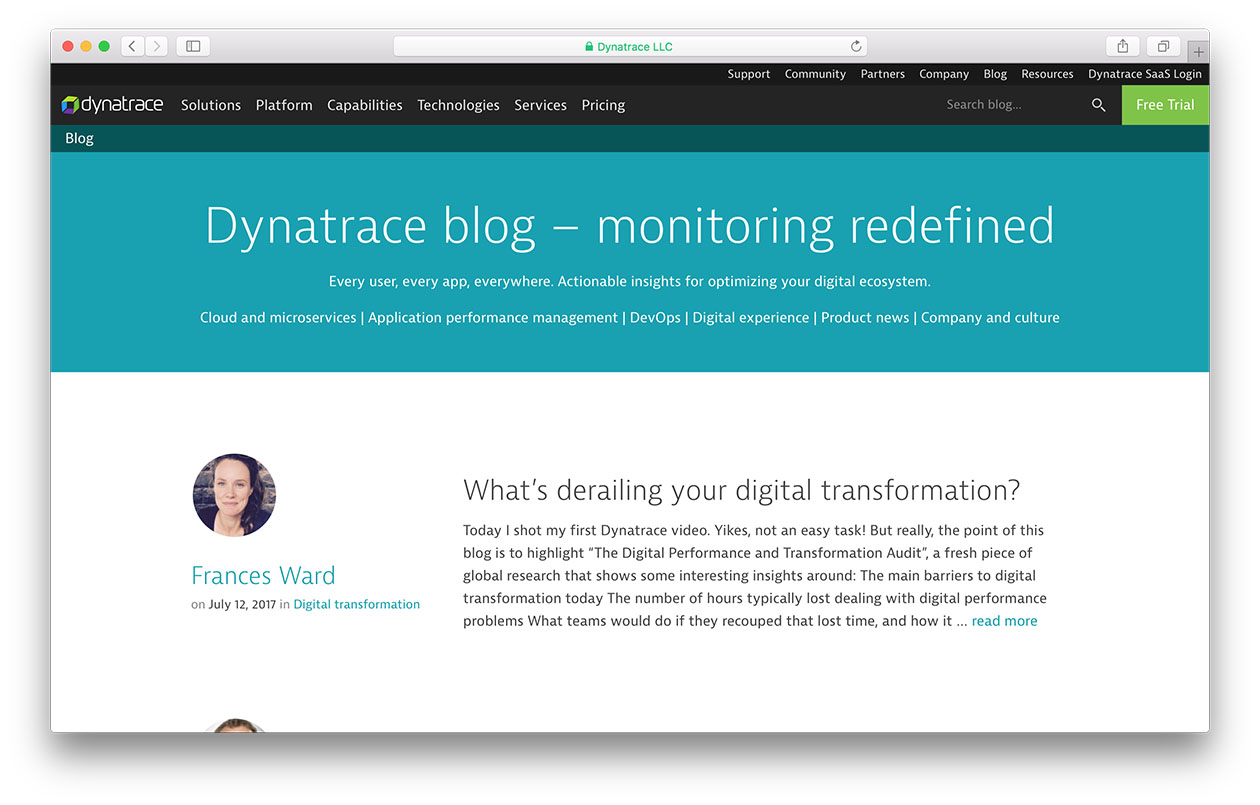 Dynatrace LLC
Support Community Partners Company Blog Resources Dynatrace SaaS Login
dynatrace Solutions Platform Capabilities Technologies Services Pricing Search blog... Free Trial
Blog
Dynatrace blog – monitoring redefined
Every user, every app, everywhere. Actionable insights for optimizing your digital ecosystem.
Cloud and microservices | Application performance management | DevOps | Digital experience | Product news | Company and culture
Frances Ward
on July 12, 2017 in Digital transformation
What’s derailing your digital transformation?
Today I shot my first Dynatrace video. Yikes, not an easy task! But really, the point of this
blog is to highlight “The Digital Performance and Transformation Audit”, a fresh piece of
global research that shows some interesting insights around: The main barriers to digital
transformation today The number of hours typically lost dealing with digital performance
problems What teams would do if they recouped that lost time, and how it ... read more